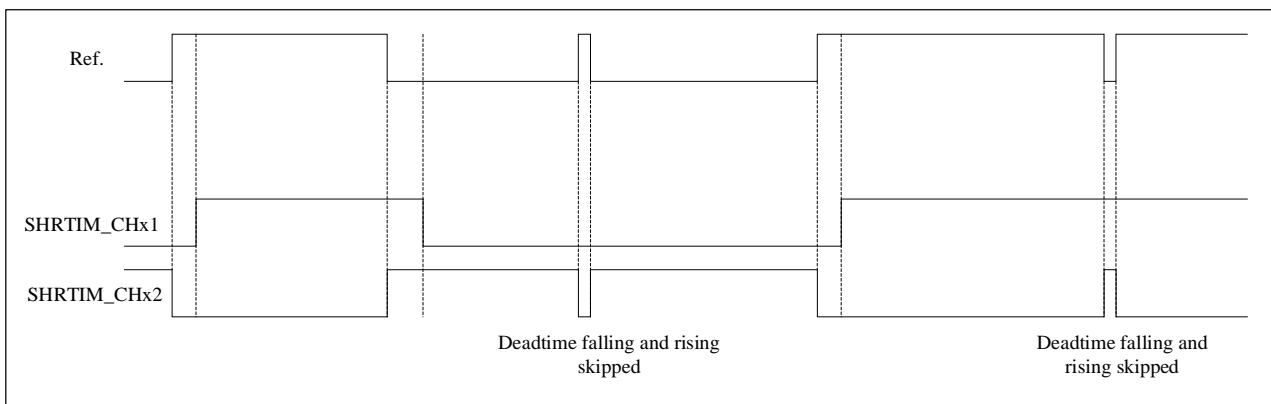 Ref.
SHRTIM_CHx1
SHRTIM_CHx2
Deadtime falling and rising
skipped
Deadtime falling and
rising skipped